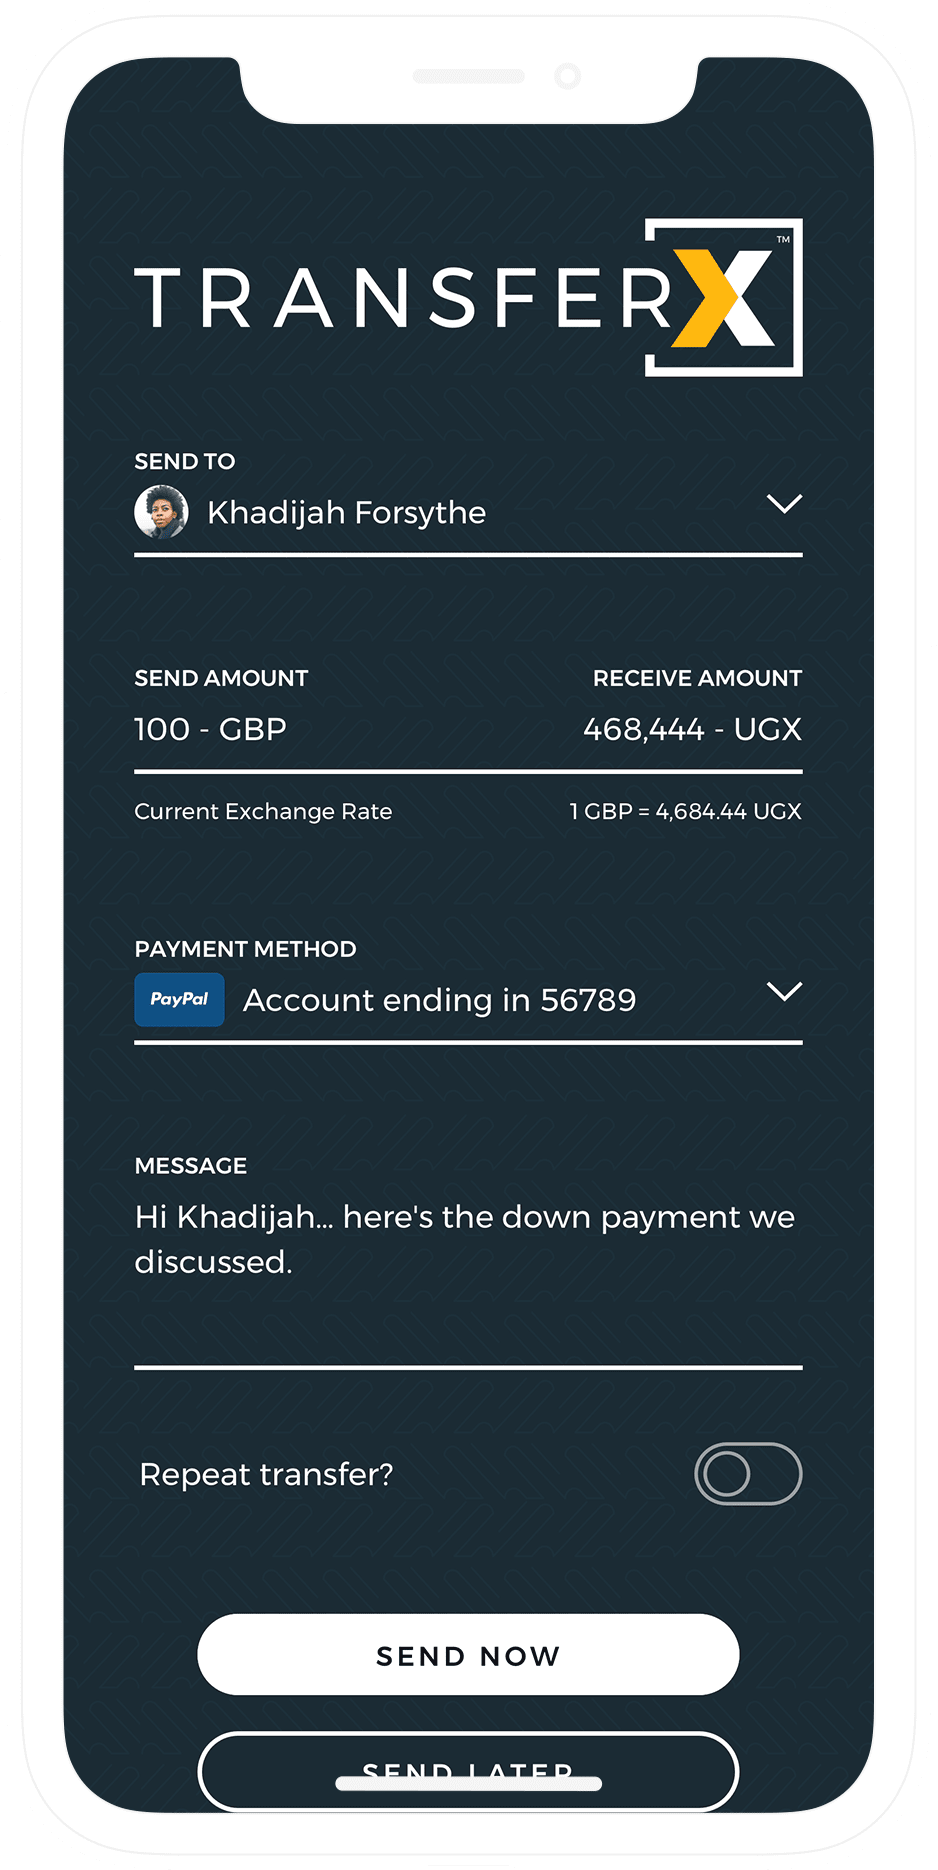 TRANSFERX™
SEND TO
Khadijah Forsythe
SEND AMOUNT RECEIVE AMOUNT
100 - GBP 468,444 - UGX
Current Exchange Rate 1 GBP = 4,684.44 UGX
PAYMENT METHOD
PayPal Account ending in 56789
MESSAGE
Hi Khadijah... here's the down payment we
discussed.
Repeat transfer?
SEND NOW
SEND LATER